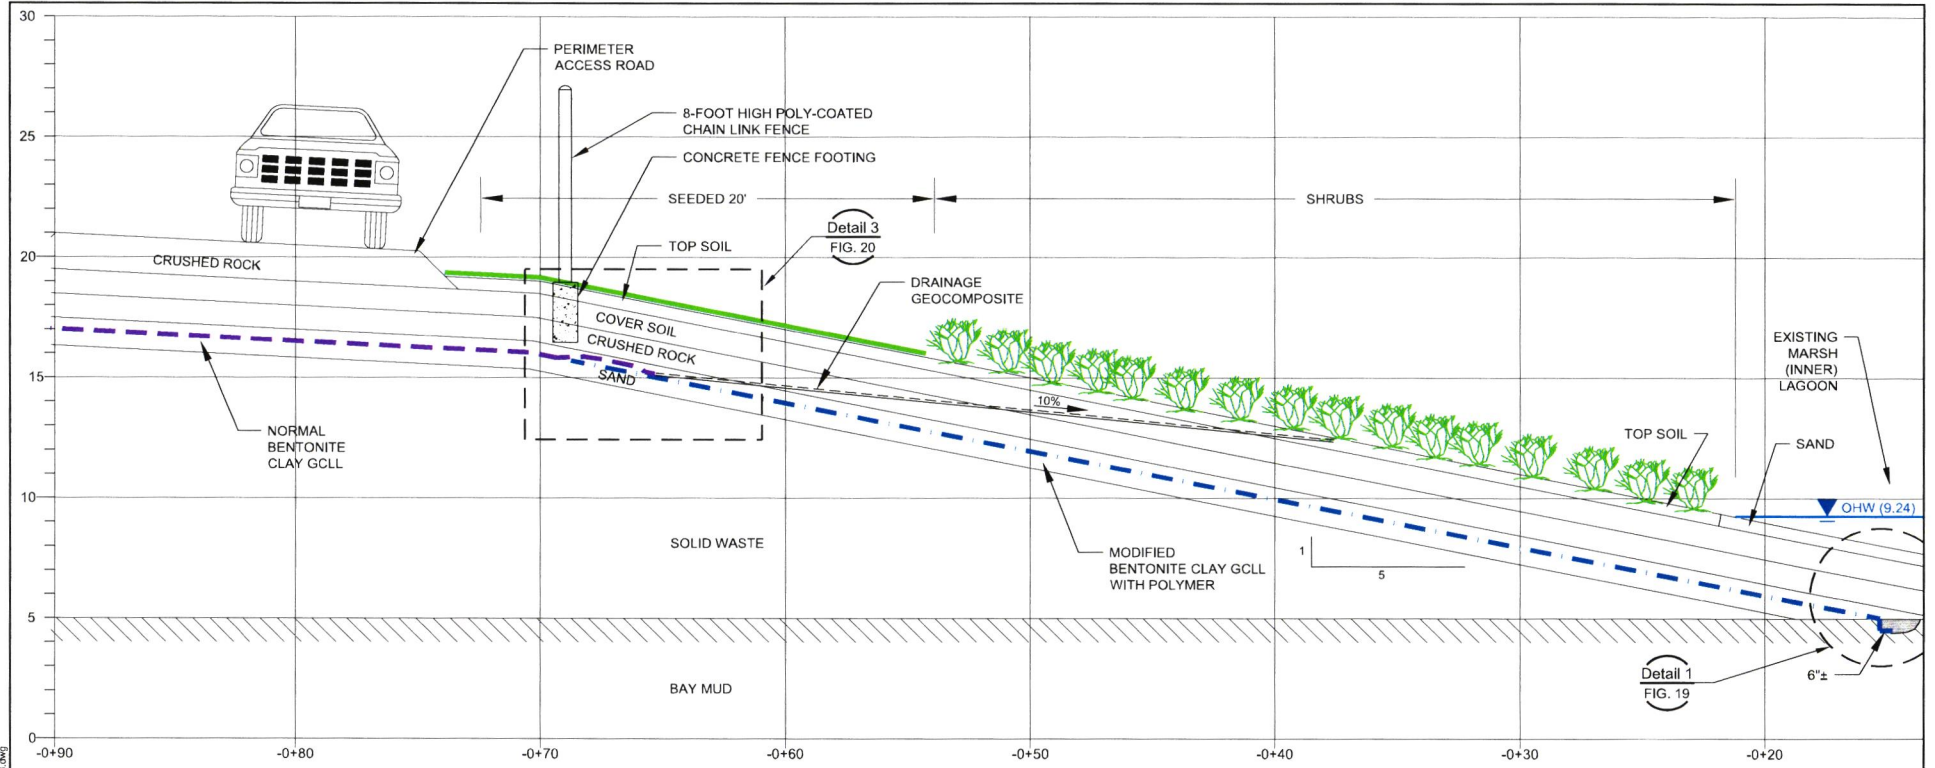 30
25
20
15
10
5
0
PERIMETER
ACCESS ROAD
8-FOOT HIGH POLY-COATED
CHAIN LINK FENCE
CONCRETE FENCE FOOTING
SEEDED 20'
SHRUBS
Detail 3
FIG. 20
TOP SOIL
CRUSHED ROCK
DRAINAGE
GEOCOMPOSITE
COVER SOIL
CRUSHED ROCK
SAND
10%
EXISTING
MARSH
(INNER)
LAGOON
NORMAL
BENTONITE
CLAY GCLL
TOP SOIL
SAND
OHW (9.24)
SOLID WASTE
MODIFIED
BENTONITE CLAY GCLL
WITH POLYMER
1
5
Detail 1
FIG. 19
6"±
BAY MUD
-0+90
-0+80
-0+70
-0+60
-0+50
-0+40
-0+30
-0+20
.dwg